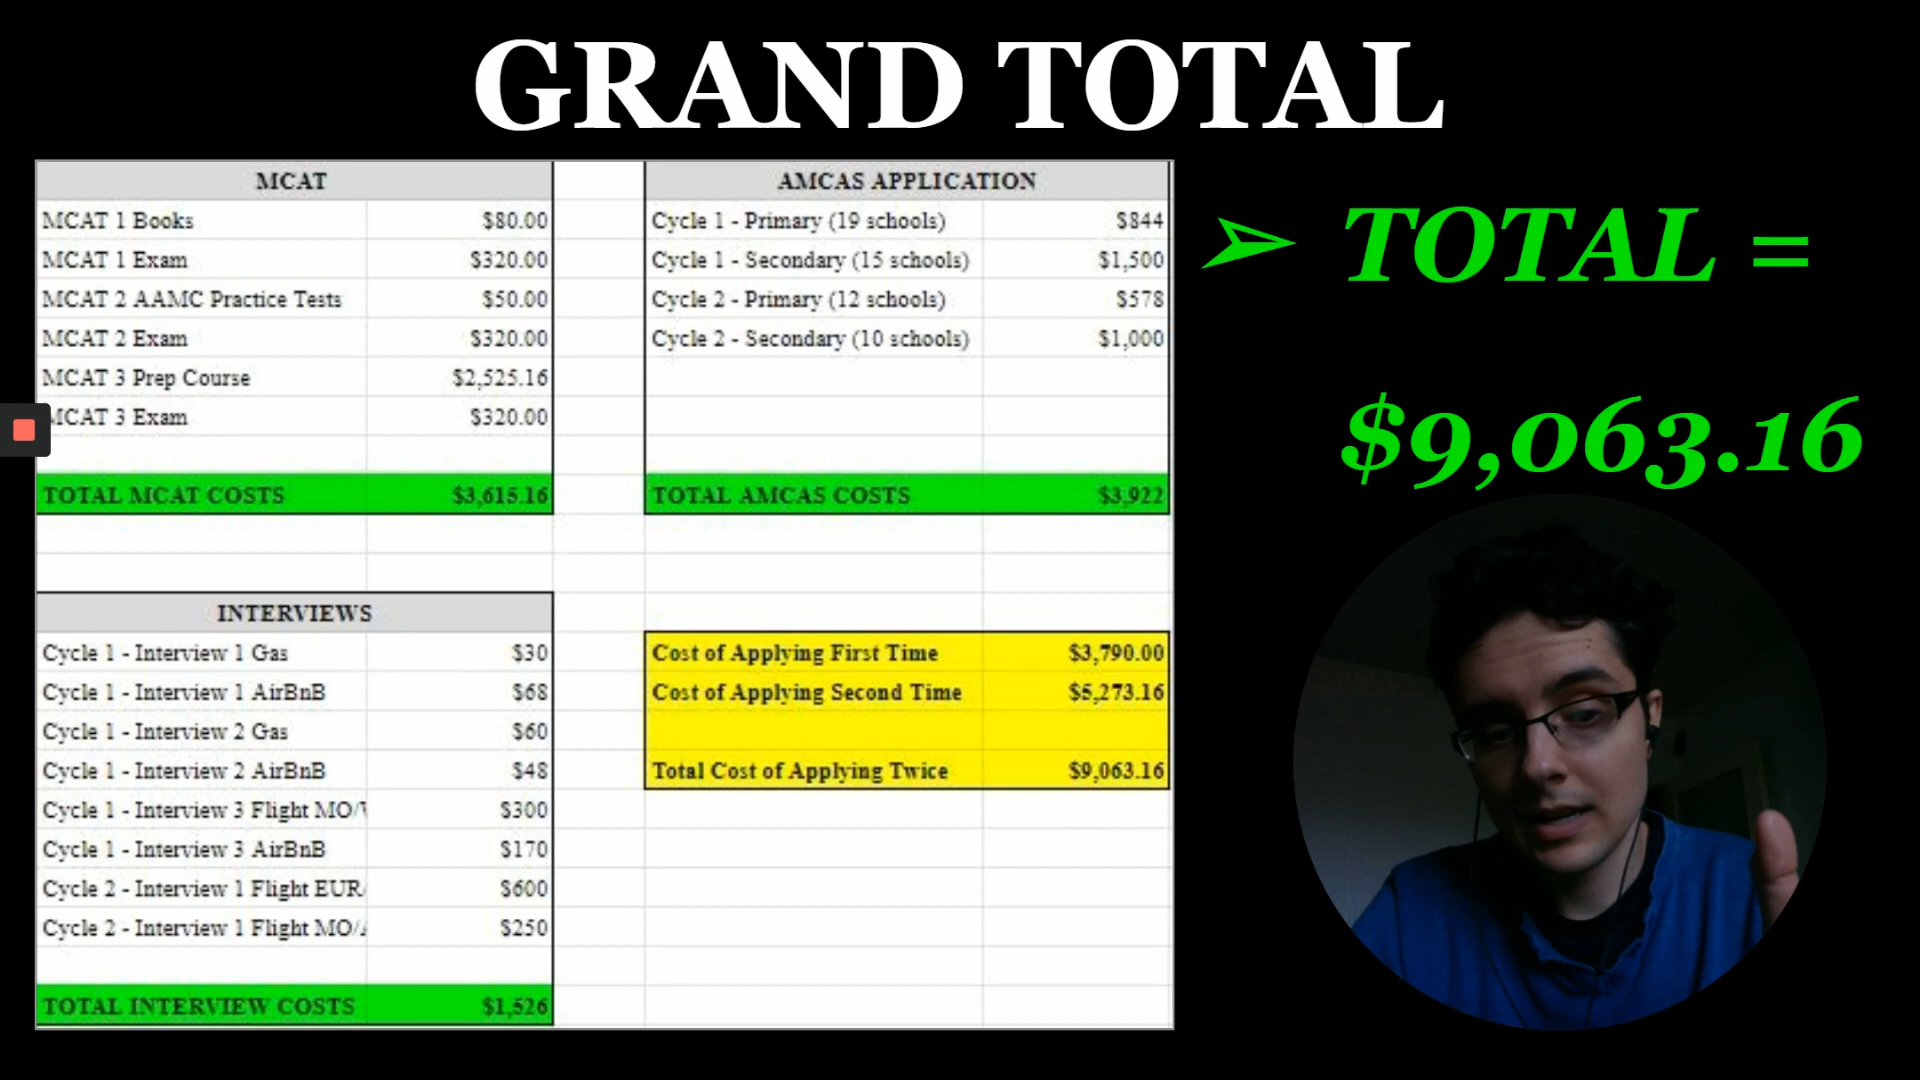 GRAND TOTAL
MCAT
MCAT 1 Books $80.00
MCAT 1 Exam $320.00
MCAT 2 AAMC Practice Tests $50.00
MCAT 2 Exam $320.00
MCAT 3 Prep Course $2,525.16
MCAT 3 Exam $320.00
TOTAL MCAT COSTS $3,615.16
AMCAS APPLICATION
Cycle 1 - Primary (19 schools) $844
Cycle 1 - Secondary (15 schools) $1,500
Cycle 2 - Primary (12 schools) $578
Cycle 2 - Secondary (10 schools) $1,000
TOTAL AMCAS COSTS $3,922
➢ TOTAL =
$9,063.16
INTERVIEWS
Cycle 1 - Interview 1 Gas $30
Cycle 1 - Interview 1 AirBnB $68
Cycle 1 - Interview 2 Gas $60
Cycle 1 - Interview 2 AirBnB $48
Cycle 1 - Interview 3 Flight MO/ $300
Cycle 1 - Interview 3 AirBnB $170
Cycle 2 - Interview 1 Flight EUR $600
Cycle 2 - Interview 1 Flight MO/ $250
TOTAL INTERVIEW COSTS $1,526
Cost of Applying First Time $3,790.00
Cost of Applying Second Time $5,273.16
Total Cost of Applying Twice $9,063.16